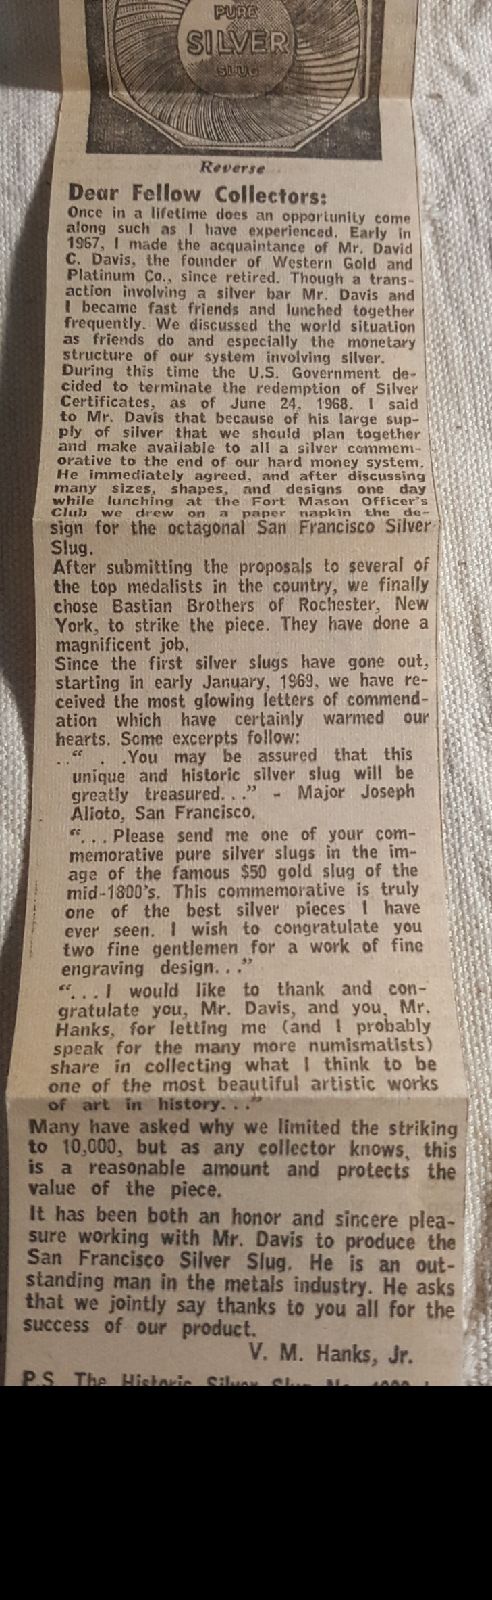 PURE
SILVER
SLUG
Reverse
Dear Fellow Collectors:
Once in a lifetime does an opportunity come
along such as I have experienced. Early in
1967, I made the acquaintance of Mr. David
C. Davis, the founder of Western Gold and
Platinum Co., since retired. Though a trans-
action involving a silver bar Mr. Davis and
I became fast friends and lunched together
frequently. We discussed the world situation
as friends do and especially the monetary
structure of our system involving silver.
During this time the U.S. Government de-
cided to terminate the redemption of Silver
Certificates, as of June 24, 1968. I said
to Mr. Davis that because of his large sup-
ply of silver that we should plan together
and make available to all a silver commem-
orative to the end of our hard money system.
He immediately agreed, and after discussing
many sizes, shapes, and designs one day
while lunching at the Fort Mason Officer's
Club we drew on a paper napkin the de-
sign for the octagonal San Francisco Silver
Slug.
After submitting the proposals to several of
the top medalists in the country, we finally
chose Bastian Brothers of Rochester, New
York, to strike the piece. They have done a
magnificent job.
Since the first silver slugs have gone out,
starting in early January, 1969, we have re-
ceived the most glowing letters of commend-
ation which have certainly warmed our
hearts. Some excerpts follow:
..“ . .You may be assured that this
unique and historic silver slug will be
greatly treasured. . .” – Major Joseph
Alioto, San Francisco.
“. . . Please send me one of your com-
memorative pure silver slugs in the im-
age of the famous $50 gold slug of the
mid-1800's. This commemorative is truly
one of the best silver pieces I have
ever seen. I wish to congratulate you
two fine gentlemen for a work of fine
engraving design. . .”
“. . . I would like to thank and con-
gratulate you, Mr. Davis, and you, Mr.
Hanks, for letting me (and I probably
speak for the many more numismatists)
share in collecting what I think to be
one of the most beautiful artistic works
of art in history. . .”
Many have asked why we limited the striking
to 10,000, but as any collector knows, this
is a reasonable amount and protects the
value of the piece.
It has been both an honor and sincere plea-
sure working with Mr. Davis to produce the
San Francisco Silver Slug. He is an out-
standing man in the metals industry. He asks
that we jointly say thanks to you all for the
success of our product.
V. M. Hanks, Jr.
P.S. The Historic Silver Slug No.